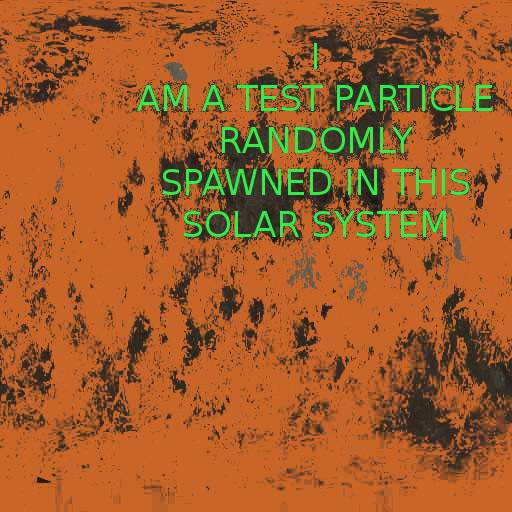 I
AM A TEST PARTICLE
RANDOMLY
SPAWNED IN THIS
SOLAR SYSTEM